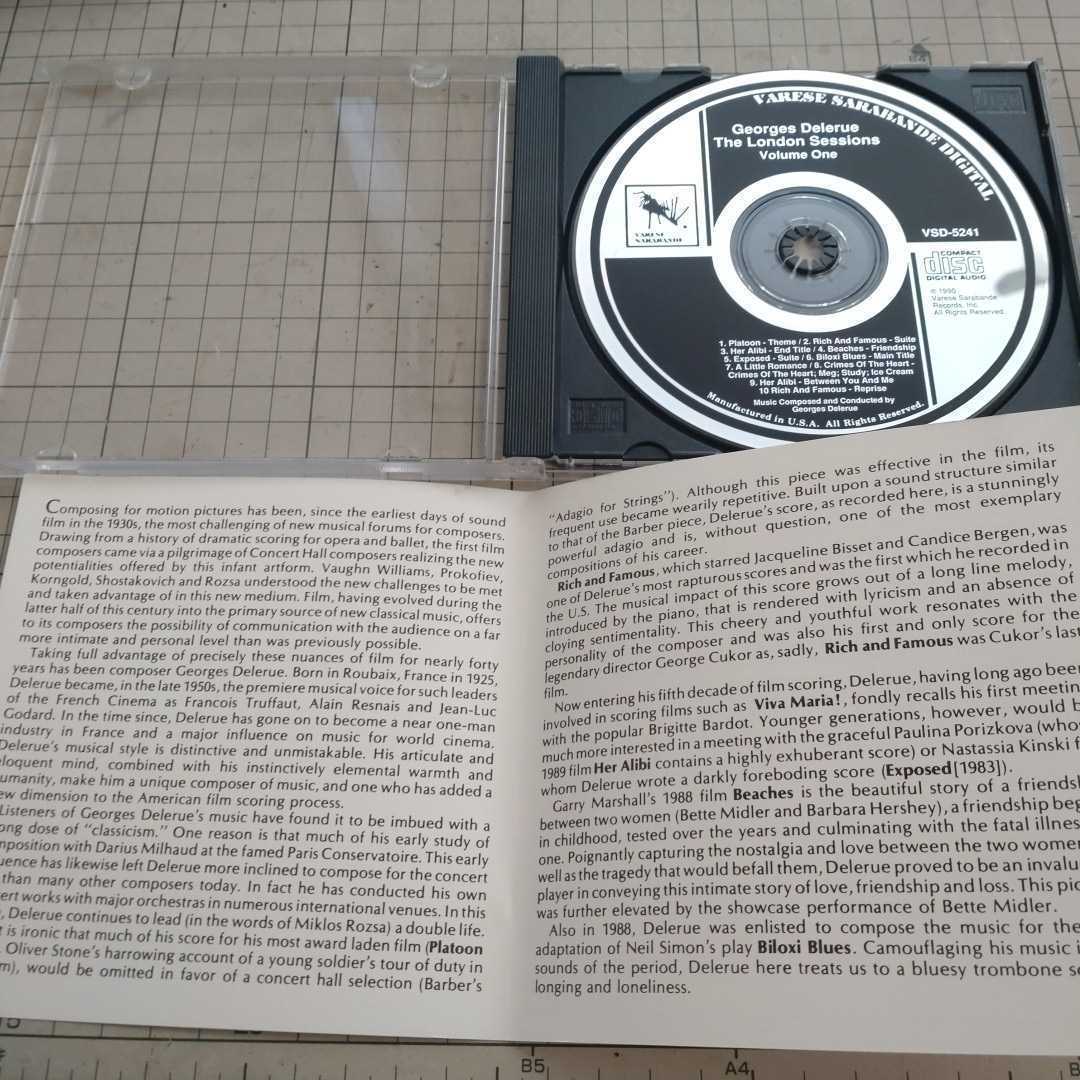 VARESE SARABANDE DIGITAL
Georges Delerue
The London Sessions
Volume One
VARESE
SARABANDE
VSD-5241
COMPACT
disc
DIGITAL AUDIO
℗ 1990
Varese Sarabande
Records, Inc.
All Rights Reserved.
1. Platoon - Theme / 2. Rich And Famous - Suite
3. Her Alibi - End Title / 4. Beaches - Friendship
5. Exposed - Suite / 6. Biloxi Blues - Main Title
7. A Little Romance / 8. Crimes Of The Heart -
Crimes Of The Heart; Meg; Study; Ice Cream
9. Her Alibi - Between You And Me
10 Rich And Famous - Reprise
Music Composed and Conducted by
Georges Delerue
Manufactured in U.S.A. All Rights Reserved.
Composing for motion pictures has been, since the earliest days of sound
film in the 1930s, the most challenging of new musical forums for composers.
Drawing from a history of dramatic scoring for opera and ballet, the first film
composers came via a pilgrimage of Concert Hall composers realizing the new
potentialities offered by this infant artform. Vaughn Williams, Prokofiev,
Korngold, Shostakovich and Rozsa understood the new challenges to be met
and taken advantage of in this new medium. Film, having evolved during the
latter half of this century into the primary source of new classical music, offers
to its composers the possibility of communication with the audience on a far
more intimate and personal level than was previously possible.
Taking full advantage of precisely these nuances of film for nearly forty
years has been composer Georges Delerue. Born in Roubaix, France in 1925,
Delerue became, in the late 1950s, the premiere musical voice for such leaders
of the French Cinema as Francois Truffaut, Alain Resnais and Jean-Luc
Godard. In the time since, Delerue has gone on to become a near one-man
industry in France and a major influence on music for world cinema.
Delerue's musical style is distinctive and unmistakable. His articulate and
eloquent mind, combined with his instinctively elemental warmth and
humanity, make him a unique composer of music, and one who has added a
ew dimension to the American film scoring process.
Listeners of Georges Delerue's music have found it to be imbued with a
ong dose of "classicism." One reason is that much of his early study of
mposition with Darius Milhaud at the famed Paris Conservatoire. This early
uence has likewise left Delerue more inclined to compose for the concert
than many other composers today. In fact he has conducted his own
ert works with major orchestras in numerous international venues. In this
, Delerue continues to lead (in the words of Miklos Rozsa) a double life.
t is ironic that much of his score for his most award laden film (Platoon
. Oliver Stone's harrowing account of a young soldier's tour of duty in
m), would be omitted in favor of a concert hall selection (Barber's
"Adagio for Strings"). Although this piece was effective in the film, its
frequent use became wearily repetitive. Built upon a sound structure similar
to that of the Barber piece, Delerue's score, as recorded here, is a stunningly
powerful adagio and is, without question, one of the most exemplary
compositions of his career.
Rich and Famous, which starred Jacqueline Bisset and Candice Bergen, was
one of Delerue's most rapturous scores and was the first which he recorded in
the U.S. The musical impact of this score grows out of a long line melody,
introduced by the piano, that is rendered with lyricism and an absence of
cloying sentimentality. This cheery and youthful work resonates with the
personality of the composer and was also his first and only score for the
legendary director George Cukor as, sadly, Rich and Famous was Cukor's last
film.
Now entering his fifth decade of film scoring, Delerue, having long ago been
involved in scoring films such as Viva Maria!, fondly recalls his first meetin
with the popular Brigitte Bardot. Younger generations, however, would b
much more interested in a meeting with the graceful Paulina Porizkova (whos
1989 film Her Alibi contains a highly exhuberant score) or Nastassia Kinski f
whom Delerue wrote a darkly foreboding score (Exposed[1983]).
Garry Marshall's 1988 film Beaches is the beautiful story of a friendsh
between two women (Bette Midler and Barbara Hershey), a friendship beg
in childhood, tested over the years and culminating with the fatal illnes
one. Poignantly capturing the nostalgia and love between the two women
well as the tragedy that would befall them, Delerue proved to be an invalu
player in conveying this intimate story of love, friendship and loss. This pic
was further elevated by the showcase performance of Bette Midler.
Also in 1988, Delerue was enlisted to compose the music for the
adaptation of Neil Simon's play Biloxi Blues. Camouflaging his music i
sounds of the period, Delerue here treats us to a bluesy trombone so
longing and loneliness.
B5
A4